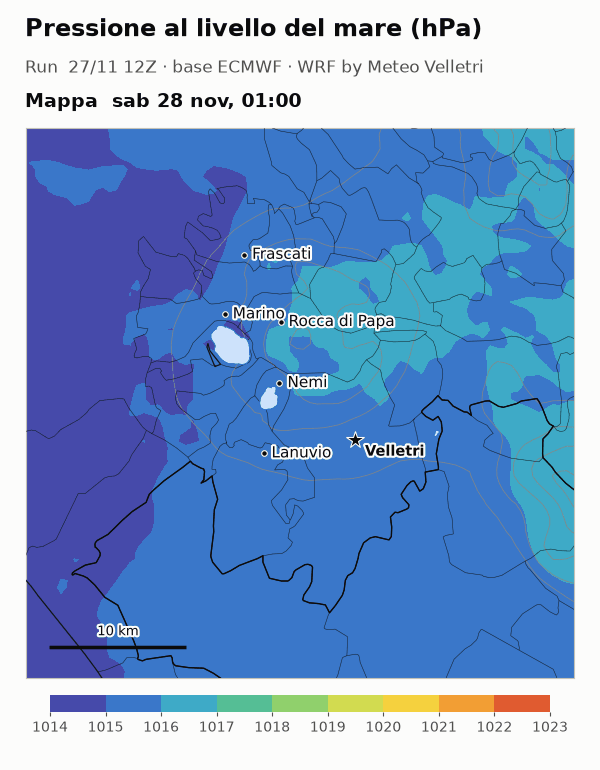 Pressione al livello del mare (hPa)
Run  27/11 12Z · base ECMWF · WRF by Meteo Velletri
Mappa  sab 28 nov, 01:00
Frascati
Marino
Rocca di Papa
Nemi
Velletri
Lanuvio
10 km
1014 1015 1016 1017 1018 1019 1020 1021 1022 1023